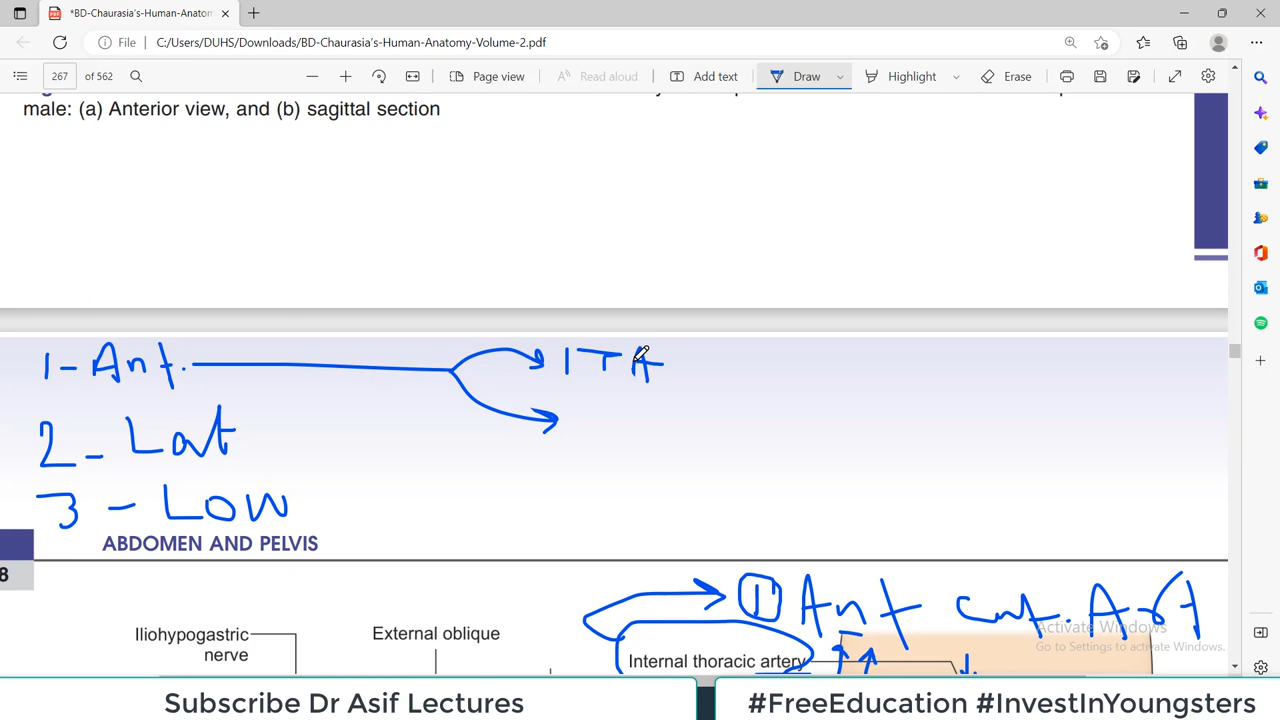 *BD-Chaurasia's-Human-Anatom
File C:/Users/DUHS/Downloads/BD-Chaurasia's-Human-Anatomy-Volume-2.pdf
267 of 562 Page view Read aloud Add text Draw Highlight Erase
male: (a) Anterior view, and (b) sagittal section
1- Ant. ITA
2- Lat
3 - Low
ABDOMEN AND PELVIS
8
1 Ant cut. Art
Iliohypogastric
nerve
External oblique
Internal thoracic artery
Activate Windows
Go to Settings to activate Windows.
Subscribe Dr Asif Lectures
#FreeEducation #InvestInYoungsters